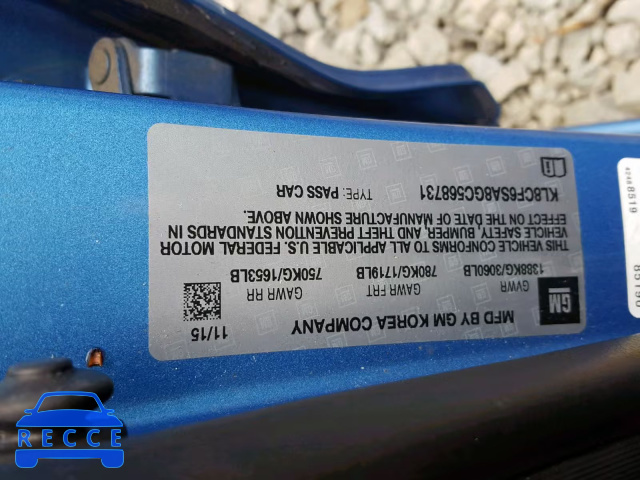 MFD BY GM KOREA COMPANY
11/15
GM
GVWR
GAWR FRT
GAWR RR
1388KG/3060LB
780KG/1719LB
750KG/1653LB
THIS VEHICLE CONFORMS TO ALL APPLICABLE U.S. FEDERAL MOTOR
VEHICLE SAFETY, BUMPER, AND THEFT PREVENTION STANDARDS IN
EFFECT ON THE DATE OF MANUFACTURE SHOWN ABOVE.
KL8CF6SA8GC568731
TYPE: PASS CAR
42488519
85190
RECCE